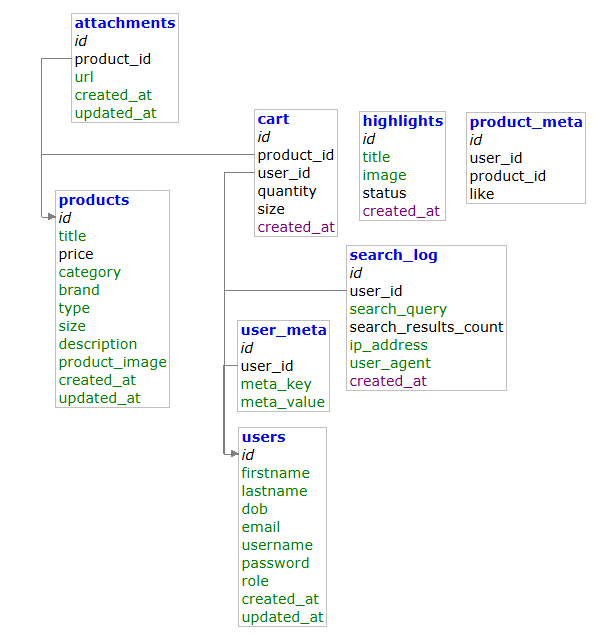 attachments
id
product_id
url
created_at
updated_at
cart
id
product_id
user_id
quantity
size
created_at
highlights
id
title
image
status
created_at
product_meta
id
user_id
product_id
like
products
id
title
price
category
brand
type
size
description
product_image
created_at
updated_at
search_log
id
user_id
search_query
search_results_count
ip_address
user_agent
created_at
user_meta
id
user_id
meta_key
meta_value
users
id
firstname
lastname
dob
email
username
password
role
created_at
updated_at